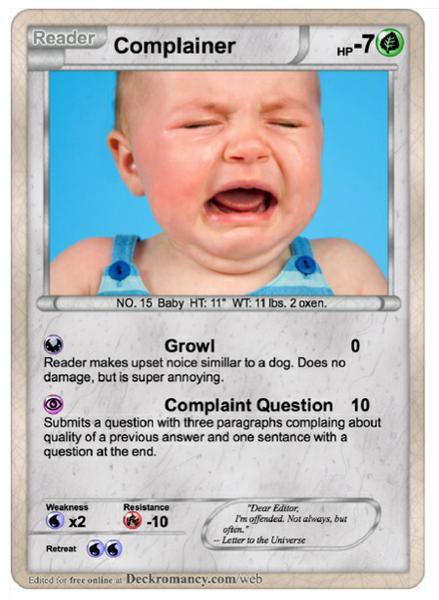 Reader Complainer HP-7
NO. 15 Baby HT: 11" WT: 11 lbs. 2 oxen.
Growl 0
Reader makes upset noice simillar to a dog. Does no
damage, but is super annoying.
Complaint Question 10
Submits a question with three paragraphs complaing about
quality of a previous answer and one sentence with a
question at the end.
Weakness Resistance
x2 -10
Retreat
"Dear Editor,
I'm offended. Not always, but
often."
-- Letter to the Universe
Edited for free online at Deckromancy.com/web